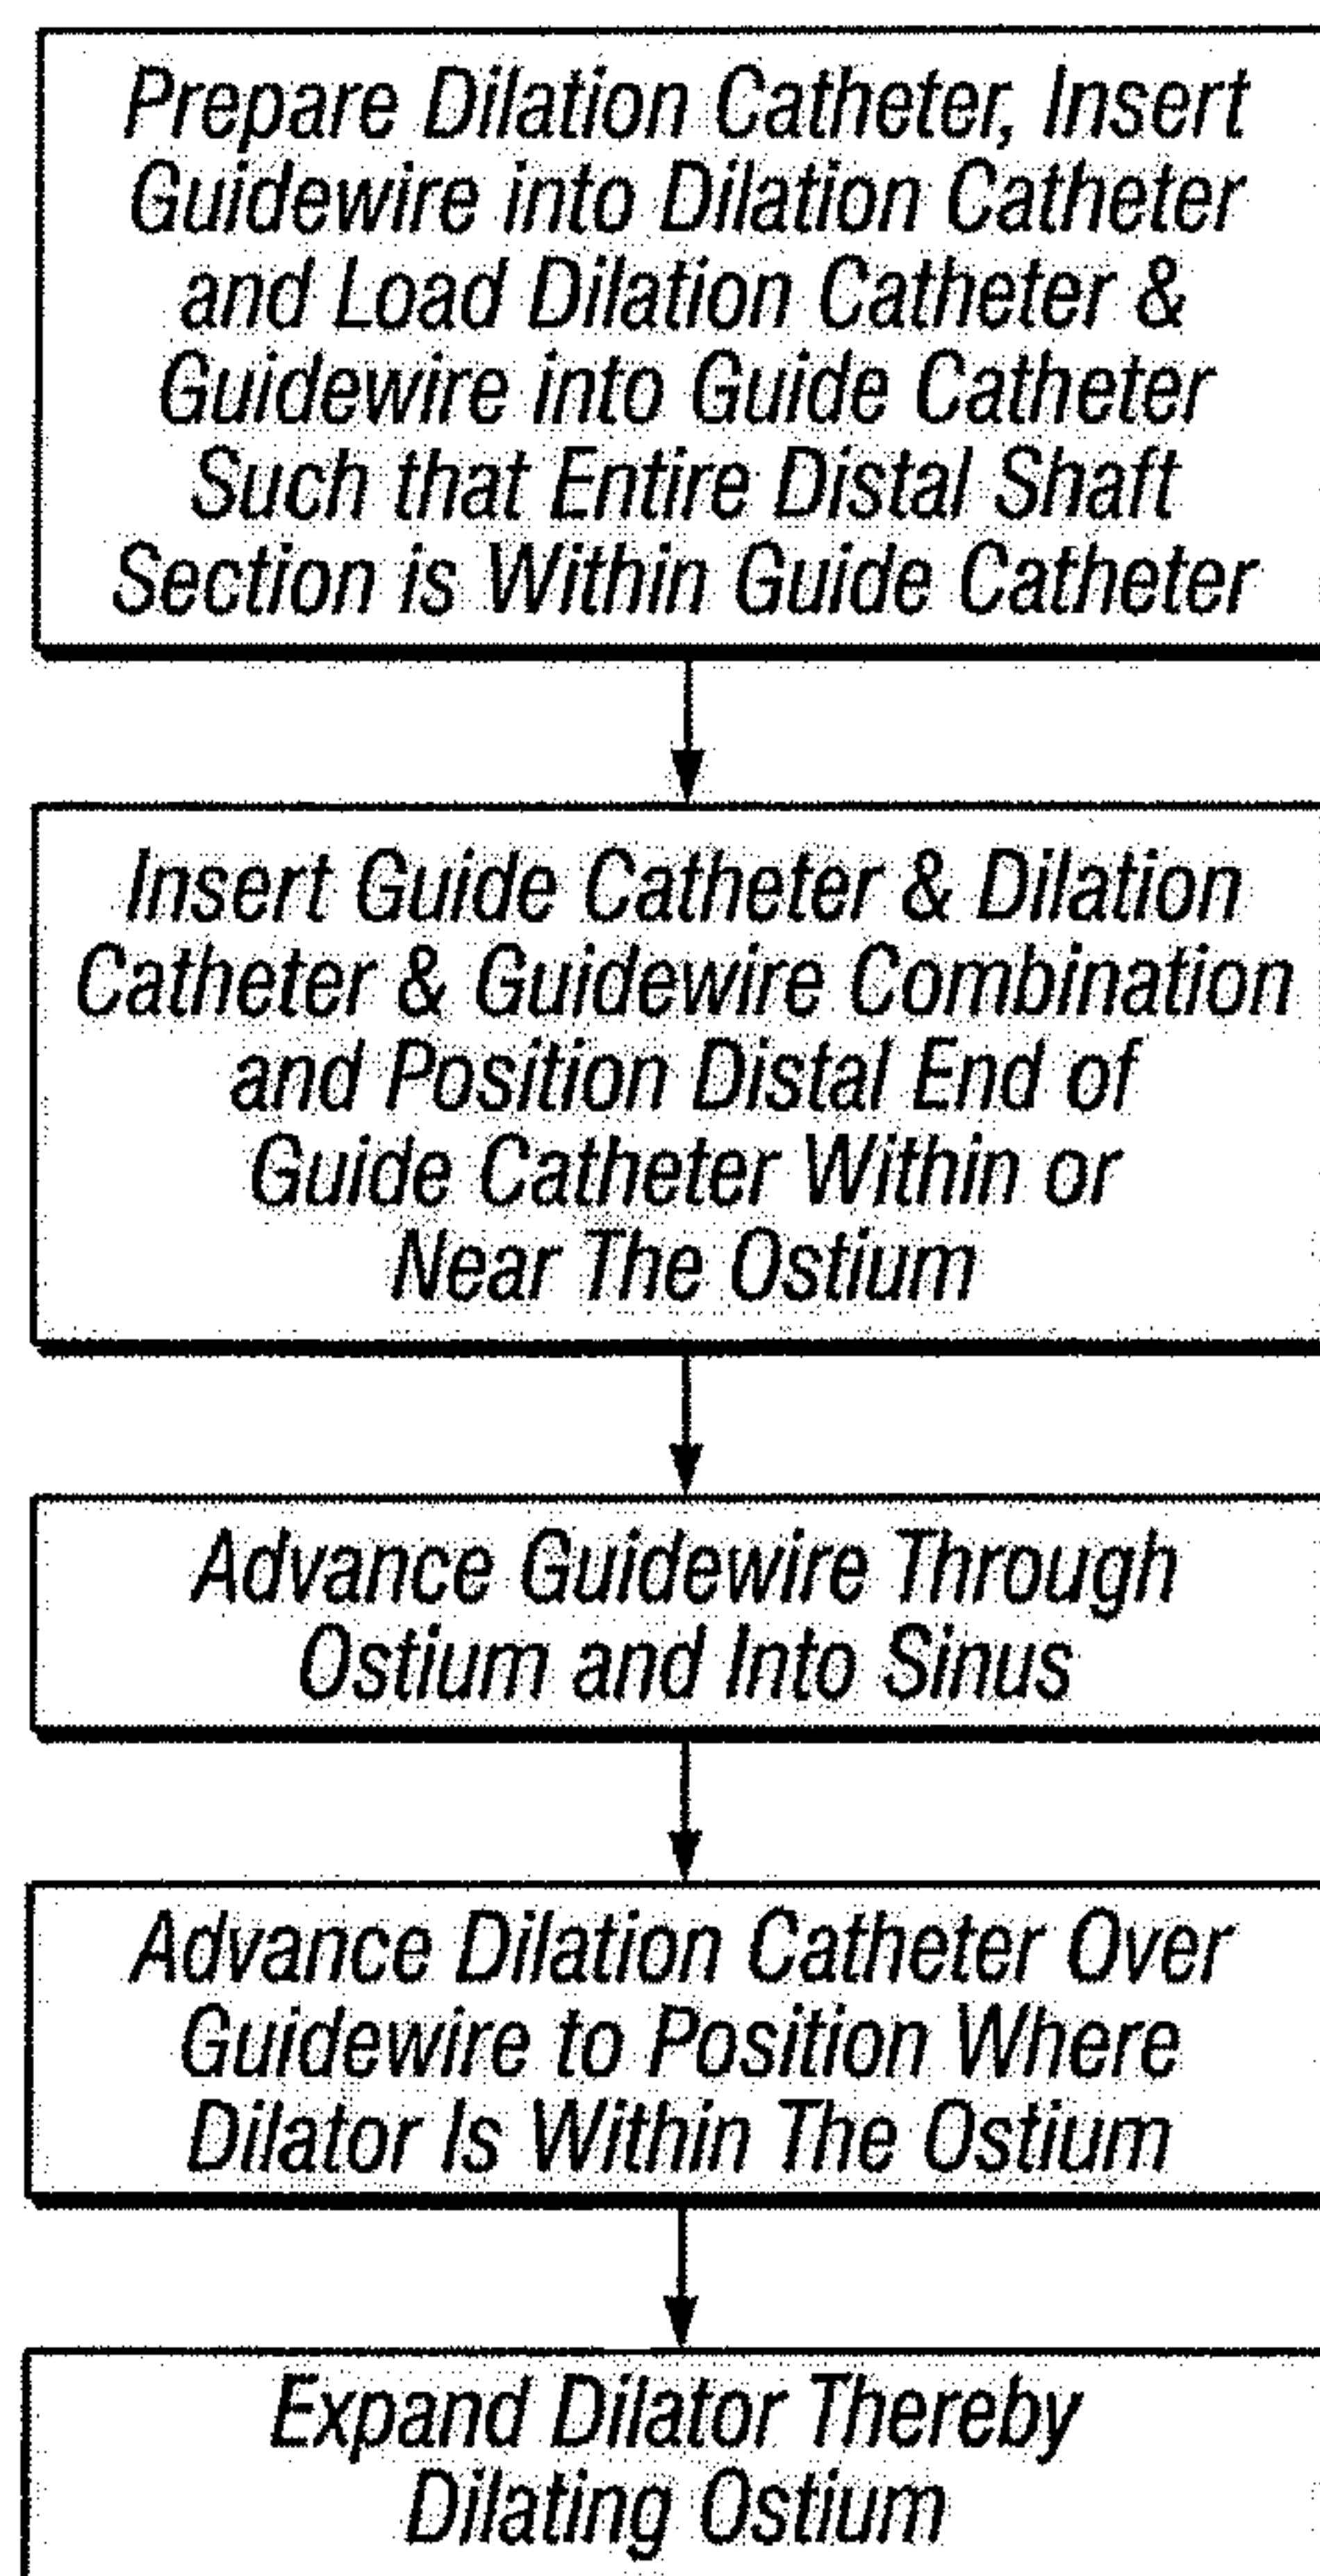 Prepare Dilation Catheter, Insert
Guidewire into Dilation Catheter
and Load Dilation Catheter &
Guidewire into Guide Catheter
Such that Entire Distal Shaft
Section is Within Guide Catheter
Insert Guide Catheter & Dilation
Catheter & Guidewire Combination
and Position Distal End of
Guide Catheter Within or
Near The Ostium
Advance Guidewire Through
Ostium and Into Sinus
Advance Dilation Catheter Over
Guidewire to Position Where
Dilator Is Within The Ostium
Expand Dilator Thereby
Dilating Ostium